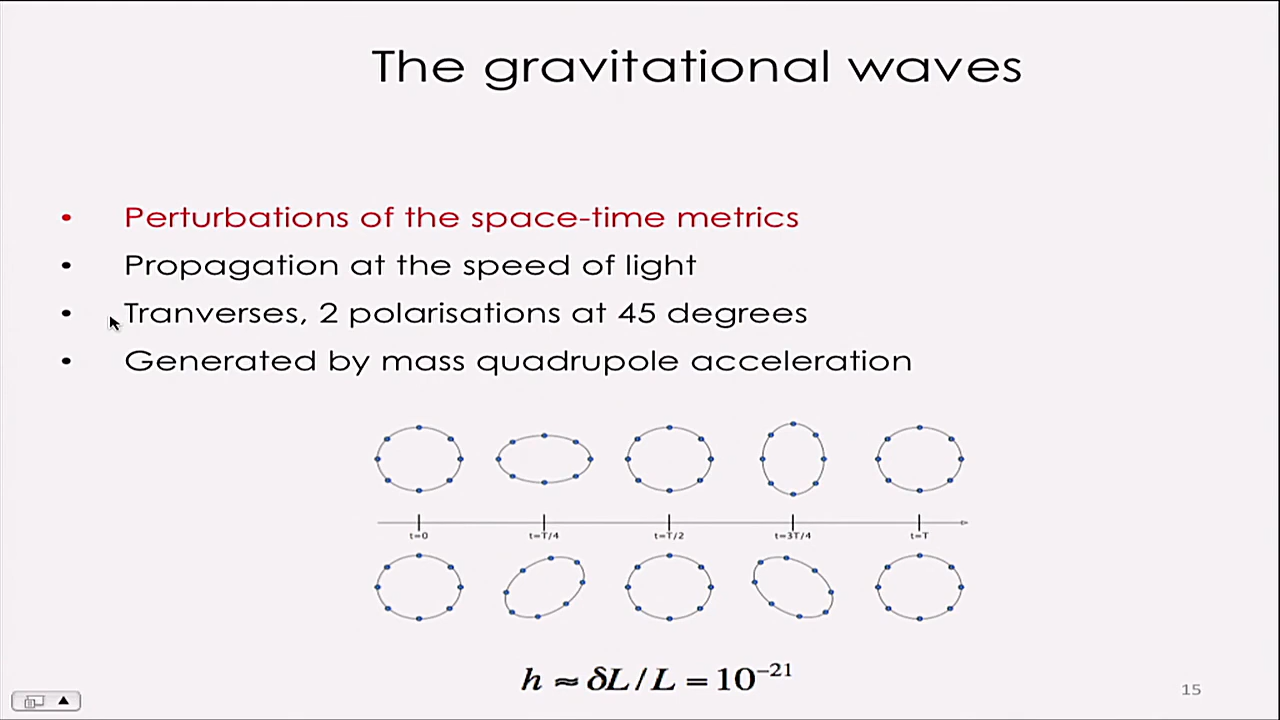 The gravitational waves
• Perturbations of the space-time metrics
• Propagation at the speed of light
• Tranverses, 2 polarisations at 45 degrees
• Generated by mass quadrupole acceleration
t=0 t=T/4 t=T/2 t=3T/4 t=T
h ≈ δL/L = 10⁻²¹
15